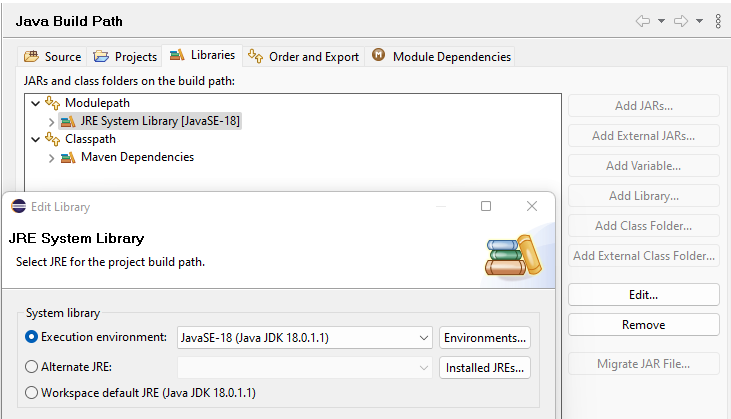 Java Build Path
Source Projects Libraries Order and Export Module Dependencies
JARs and class folders on the build path:
Modulepath
JRE System Library [JavaSE-18]
Classpath
Maven Dependencies
Add JARs...
Add External JARs...
Add Variable...
Add Library...
Add Class Folder...
Add External Class Folder...
Edit...
Remove
Migrate JAR File...
Edit Library
JRE System Library
Select JRE for the project build path.
System library
Execution environment: JavaSE-18 (Java JDK 18.0.1.1) Environments...
Alternate JRE: Installed JREs...
Workspace default JRE (Java JDK 18.0.1.1)